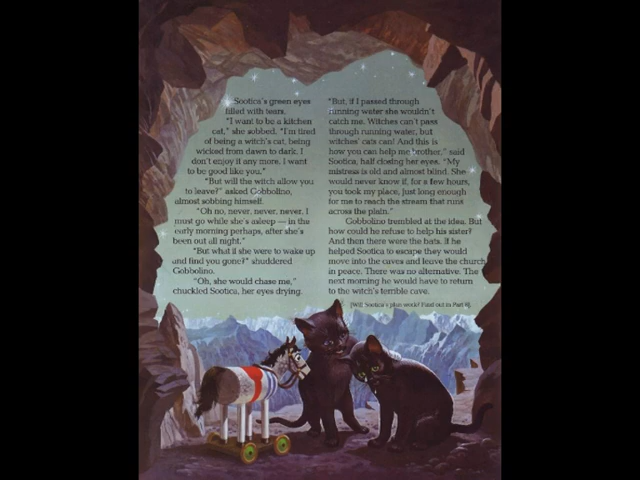 Sootica's green eyes
filled with tears.
"I want to be a kitchen
cat," she sobbed. "I'm tired
of being a witch's cat, being
wicked from dawn to dark. I
don't enjoy it any more. I want
to be good like you."
"But will the witch allow you
to leave?" asked Gobbolino,
almost sobbing himself.
"Oh no, never, never, never. I
must go while she's asleep — in the
early morning perhaps, after she's
been out all night."
"But what if she were to wake up
and find you gone?" shuddered
Gobbolino.
"Oh, she would chase me,"
chuckled Sootica, her eyes drying.
"But, if I passed through
running water she wouldn't
catch me. Witches can't pass
through running water, but
witches' cats can! And this is
how you can help me brother," said
Sootica, half closing her eyes. "My
mistress is old and almost blind. She
would never know if, for a few hours,
you took my place, just long enough
for me to reach the stream that runs
across the plain."
Gobbolino trembled at the idea. But
how could he refuse to help his sister?
And then there were the bats. If he
helped Sootica to escape they would
move into the caves and leave the church
in peace. There was no alternative. The
next morning he would have to return
to the witch's terrible cave.
[Will Sootica's plan work? Find out in Part 9].